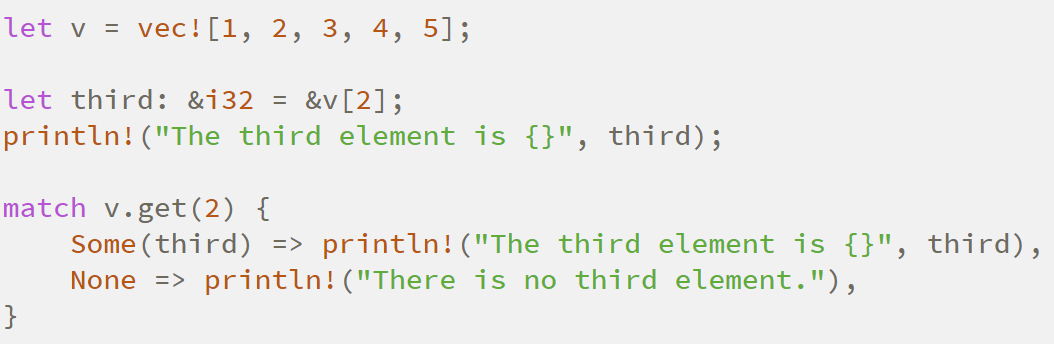 let v = vec![1, 2, 3, 4, 5];
let third: &i32 = &v[2];
println!("The third element is {}", third);
match v.get(2) {
    Some(third) => println!("The third element is {}", third),
    None => println!("There is no third element."),
}